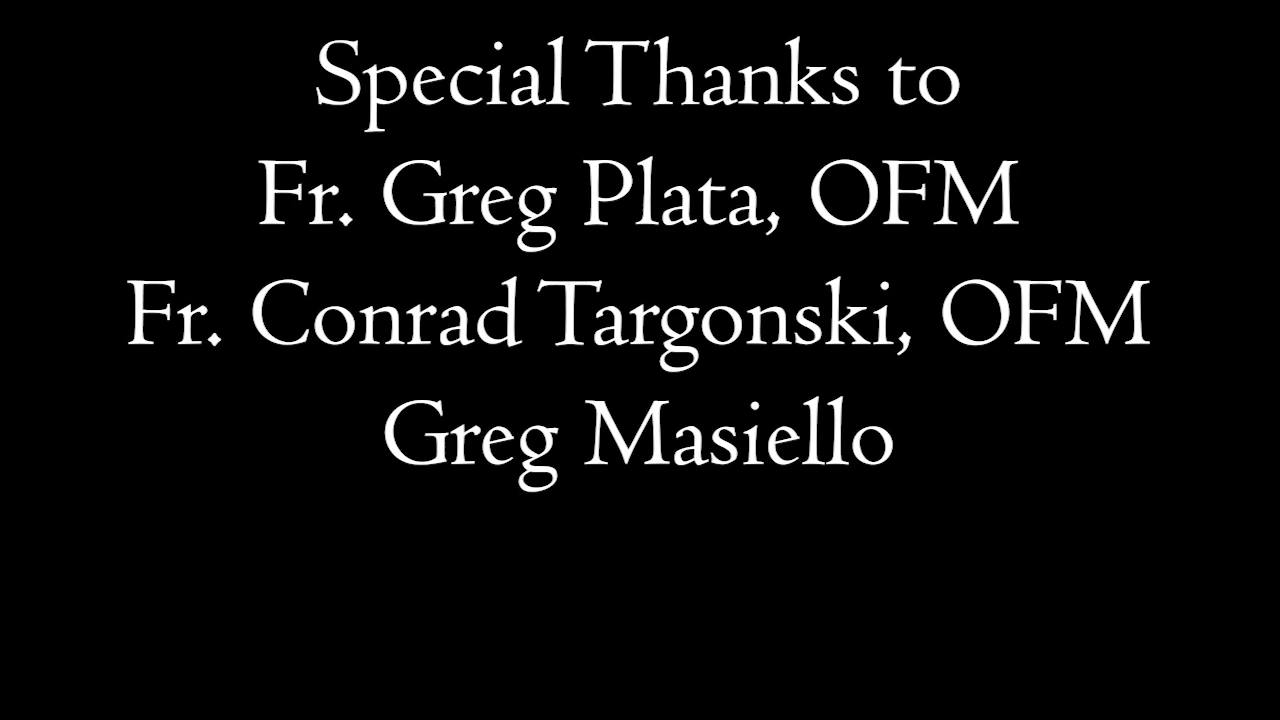 Special Thanks to
Fr. Greg Plata, OFM
Fr. Conrad Targonski, OFM
Greg Masiello